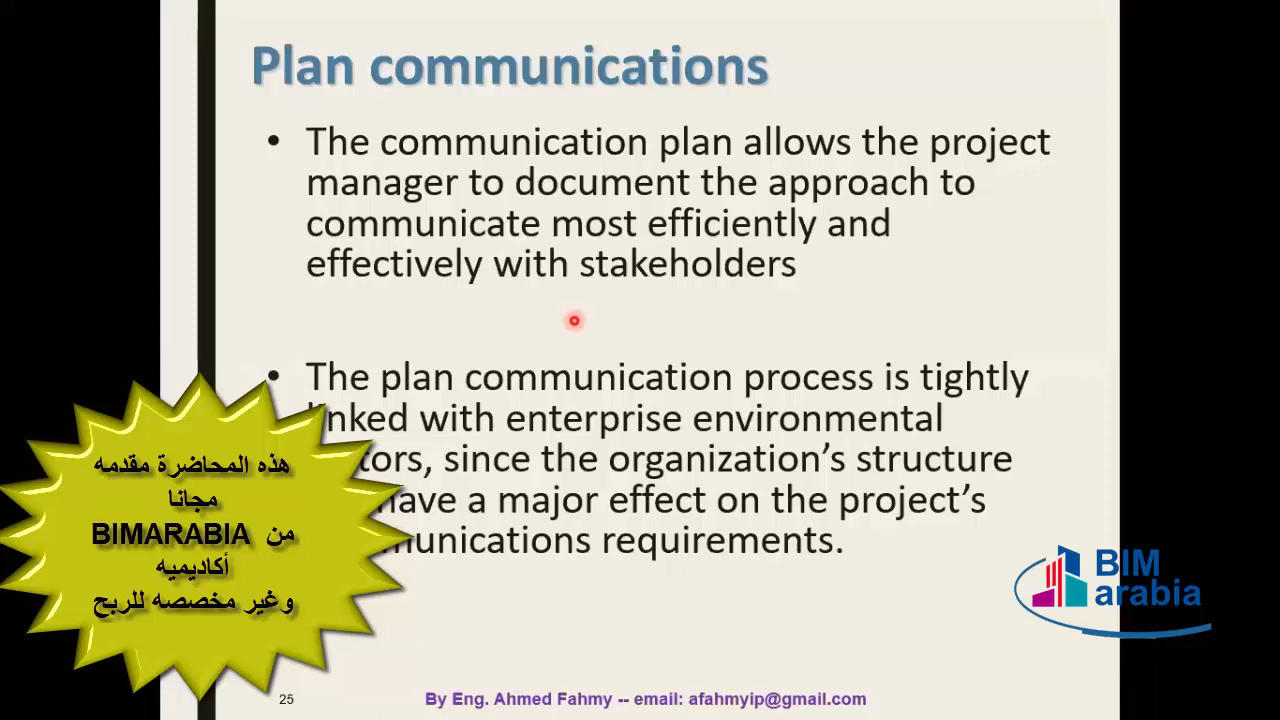 Plan communications
• The communication plan allows the project
manager to document the approach to
communicate most efficiently and
effectively with stakeholders
• The plan communication process is tightly
linked with enterprise environmental
tors, since the organization's structure
have a major effect on the project's
munications requirements.
هذه المحاضرة مقدمه
مجانا
من BIMARABIA
أكاديميه
وغير مخصصه للربح
BIM
arabia
25
By Eng. Ahmed Fahmy -- email: afahmyip@gmail.com